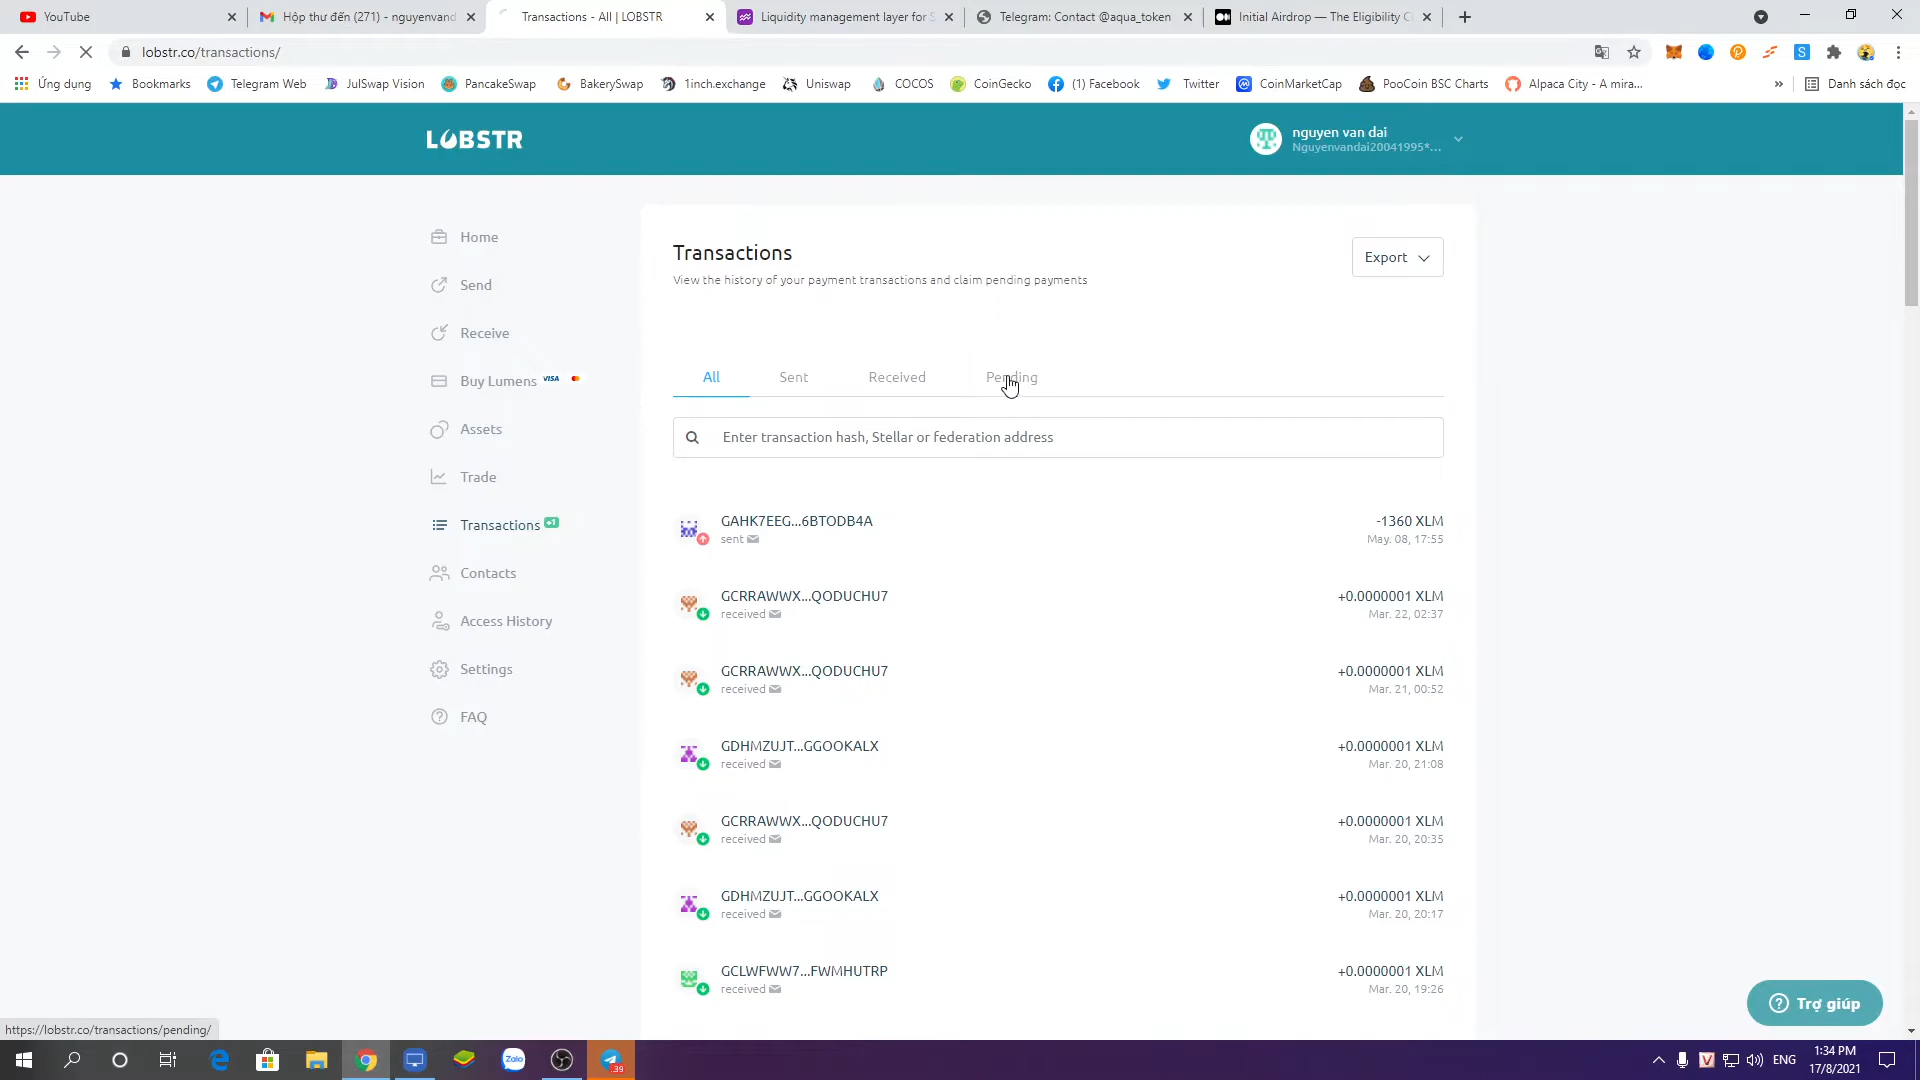 YouTube
Hộp thư đến (271) - nguyenvand
Transactions - All | LOBSTR
Liquidity management layer for S
Telegram: Contact @aqua_token
Initial Airdrop — The Eligibility C
lobstr.co/transactions/
Ứng dụng
Bookmarks
Telegram Web
JulSwap Vision
PancakeSwap
BakerySwap
1inch.exchange
Uniswap
COCOS
CoinGecko
(1) Facebook
Twitter
CoinMarketCap
PooCoin BSC Charts
Alpaca City - A mira...
»
Danh sách đọc
LOBSTR
nguyen van dai
Nguyenvandai20041995*...
Home
Send
Receive
Buy Lumens VISA
Assets
Trade
Transactions +1
Contacts
Access History
Settings
FAQ
Transactions
View the history of your payment transactions and claim pending payments
Export
All
Sent
Received
Pending
Enter transaction hash, Stellar or federation address
GAHK7EEG...6BTODB4A
sent
-1360 XLM
May. 08, 17:55
GCRRAWWX...QODUCHU7
received
+0.0000001 XLM
Mar. 22, 02:37
GCRRAWWX...QODUCHU7
received
+0.0000001 XLM
Mar. 21, 00:52
GDHMZUJT...GGOOKALX
received
+0.0000001 XLM
Mar. 20, 21:08
GCRRAWWX...QODUCHU7
received
+0.0000001 XLM
Mar. 20, 20:35
GDHMZUJT...GGOOKALX
received
+0.0000001 XLM
Mar. 20, 20:17
GCLWFWW7...FWMHUTRP
received
+0.0000001 XLM
Mar. 20, 19:26
Trợ giúp
https://lobstr.co/transactions/pending/
Zalo
39
ENG
1:34 PM
17/8/2021